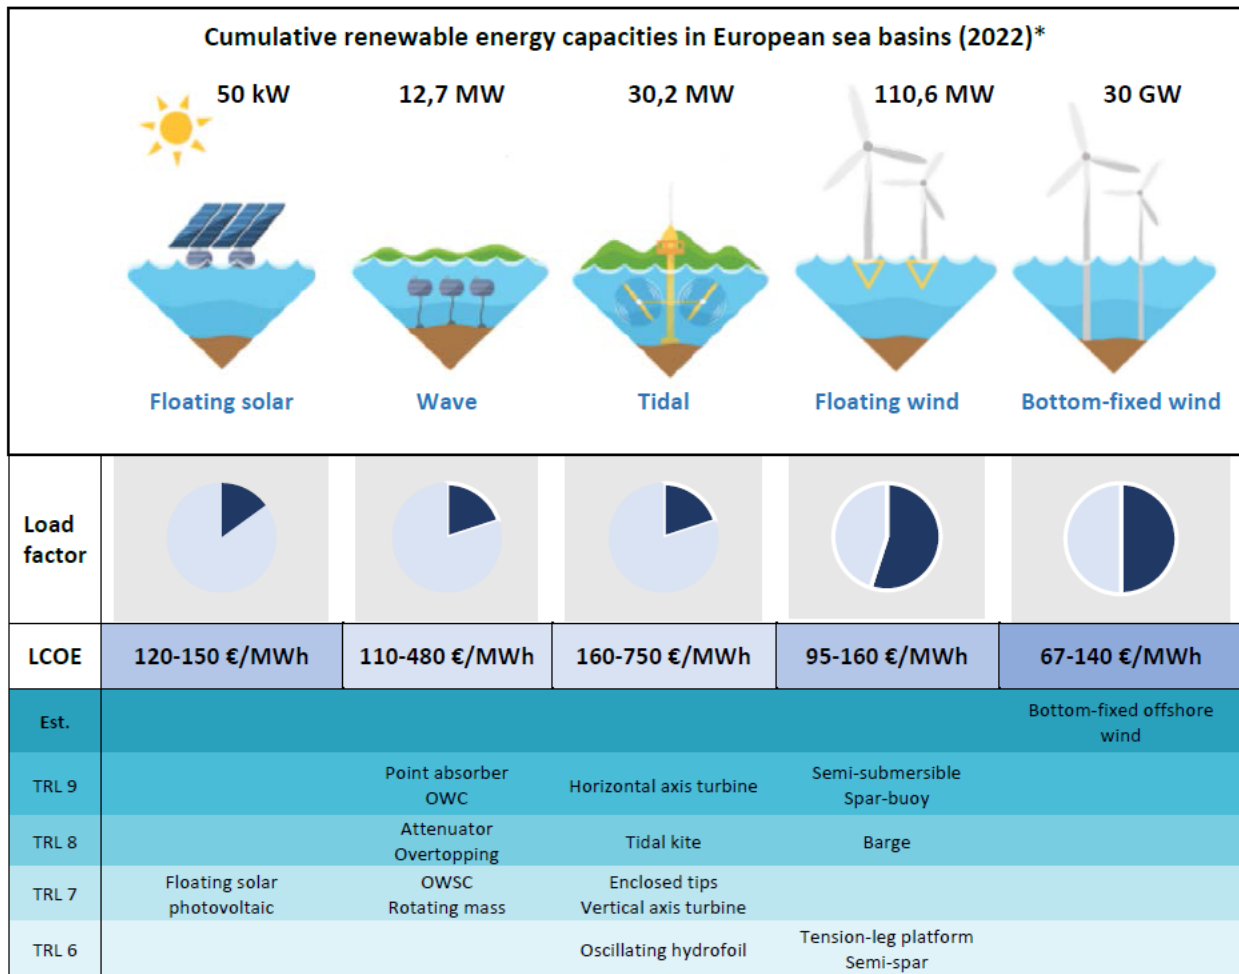 Cumulative renewable energy capacities in European sea basins (2022)*
50 kW
12,7 MW
30,2 MW
110,6 MW
30 GW
Floating solar
Wave
Tidal
Floating wind
Bottom-fixed wind
Load
factor
LCOE
120-150 €/MWh
110-480 €/MWh
160-750 €/MWh
95-160 €/MWh
67-140 €/MWh
Est.
Bottom-fixed offshore
wind
TRL 9
Point absorber
OWC
Horizontal axis turbine
Semi-submersible
Spar-buoy
TRL 8
Attenuator
Overtopping
Tidal kite
Barge
TRL 7
Floating solar
photovoltaic
OWSC
Rotating mass
Enclosed tips
Vertical axis turbine
TRL 6
Oscillating hydrofoil
Tension-leg platform
Semi-spar